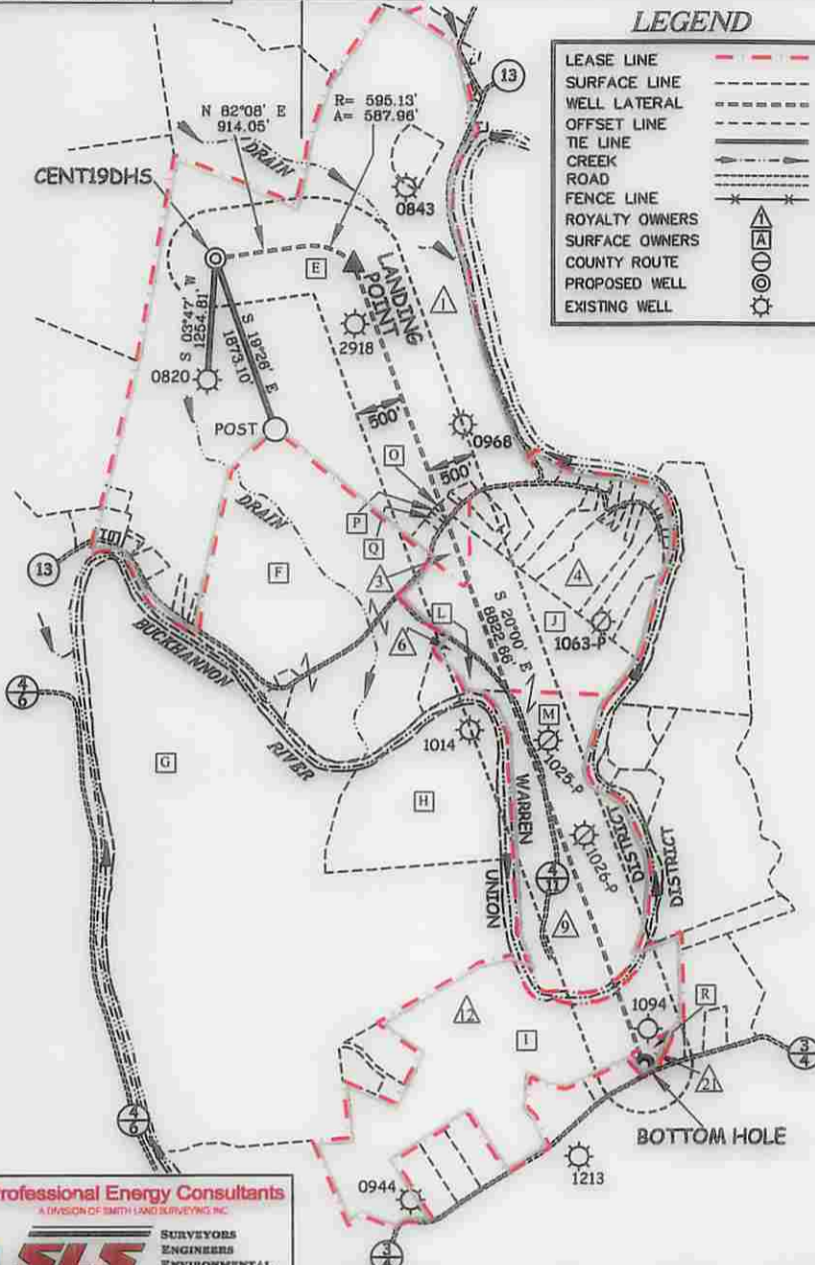 LEGEND
LEASE LINE
SURFACE LINE
WELL LATERAL
OFFSET LINE
TIE LINE
CREEK
ROAD
FENCE LINE
ROYALTY OWNERS 1
SURFACE OWNERS A
COUNTY ROUTE
PROPOSED WELL
EXISTING WELL
13
N 82°08' E
914.05'
R= 595.13'
A= 587.96'
DRAIN
CENT19DHS
0843
E
LANDING
POINT
1
S 03°47' W
1254.81'
S 19°26' E
1873.10'
2918
0820
POST
500'
0968
500'
O
P
Q
DRAIN
13
F
3
4
L
S 20°00' E
8822.66'
J
1063-P
6
BUCKHANNON
RIVER
4
6
M
1014
1025-P
G
H
WARREN
UNION
DISTRICT
DISTRICT
1026-P
4
11
9
12
I
1094
R
3
4
21
BOTTOM HOLE
4
6
0944
1213
3
4
Professional Energy Consultants
A DIVISION OF SMITH LAND SURVEYING, INC.
SLS
SURVEYORS
ENGINEERS
ENVIRONMENTAL